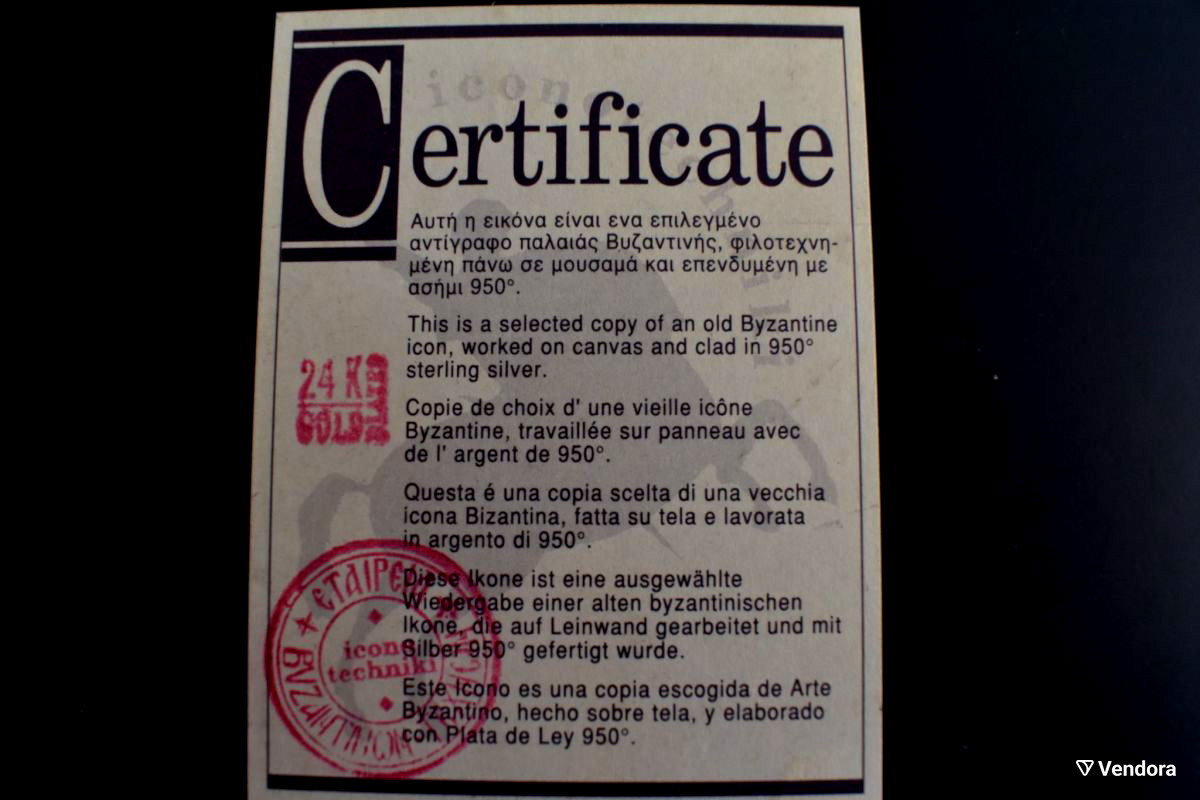 Certificate
Αυτή η εικόνα είναι ενα επιλεγμένο
αντίγραφο παλαιάς Βυζαντινής, φιλοτεχνη-
μένη πάνω σε μουσαμά και επενδυμένη με
ασήμι 950°.
This is a selected copy of an old Byzantine
icon, worked on canvas and clad in 950°
sterling silver.
Copie de choix d' une vieille icône
Byzantine, travaillée sur panneau avec
de l' argent de 950°.
Questa é una copia scelta di una vecchia
icona Bizantina, fatta su tela e lavorata
in argento di 950°.
Diese Ikone ist eine ausgewählte
Wiedergabe einer alten byzantinischen
Ikone, die auf Leinwand gearbeitet und mit
Silber 950° gefertigt wurde.
Este Icono es una copia escogida de Arte
Byzantino, hecho sobre tela, y elaborado
con Plata de Ley 950°.
24 K
GOLD
icono
techniki
Vendora